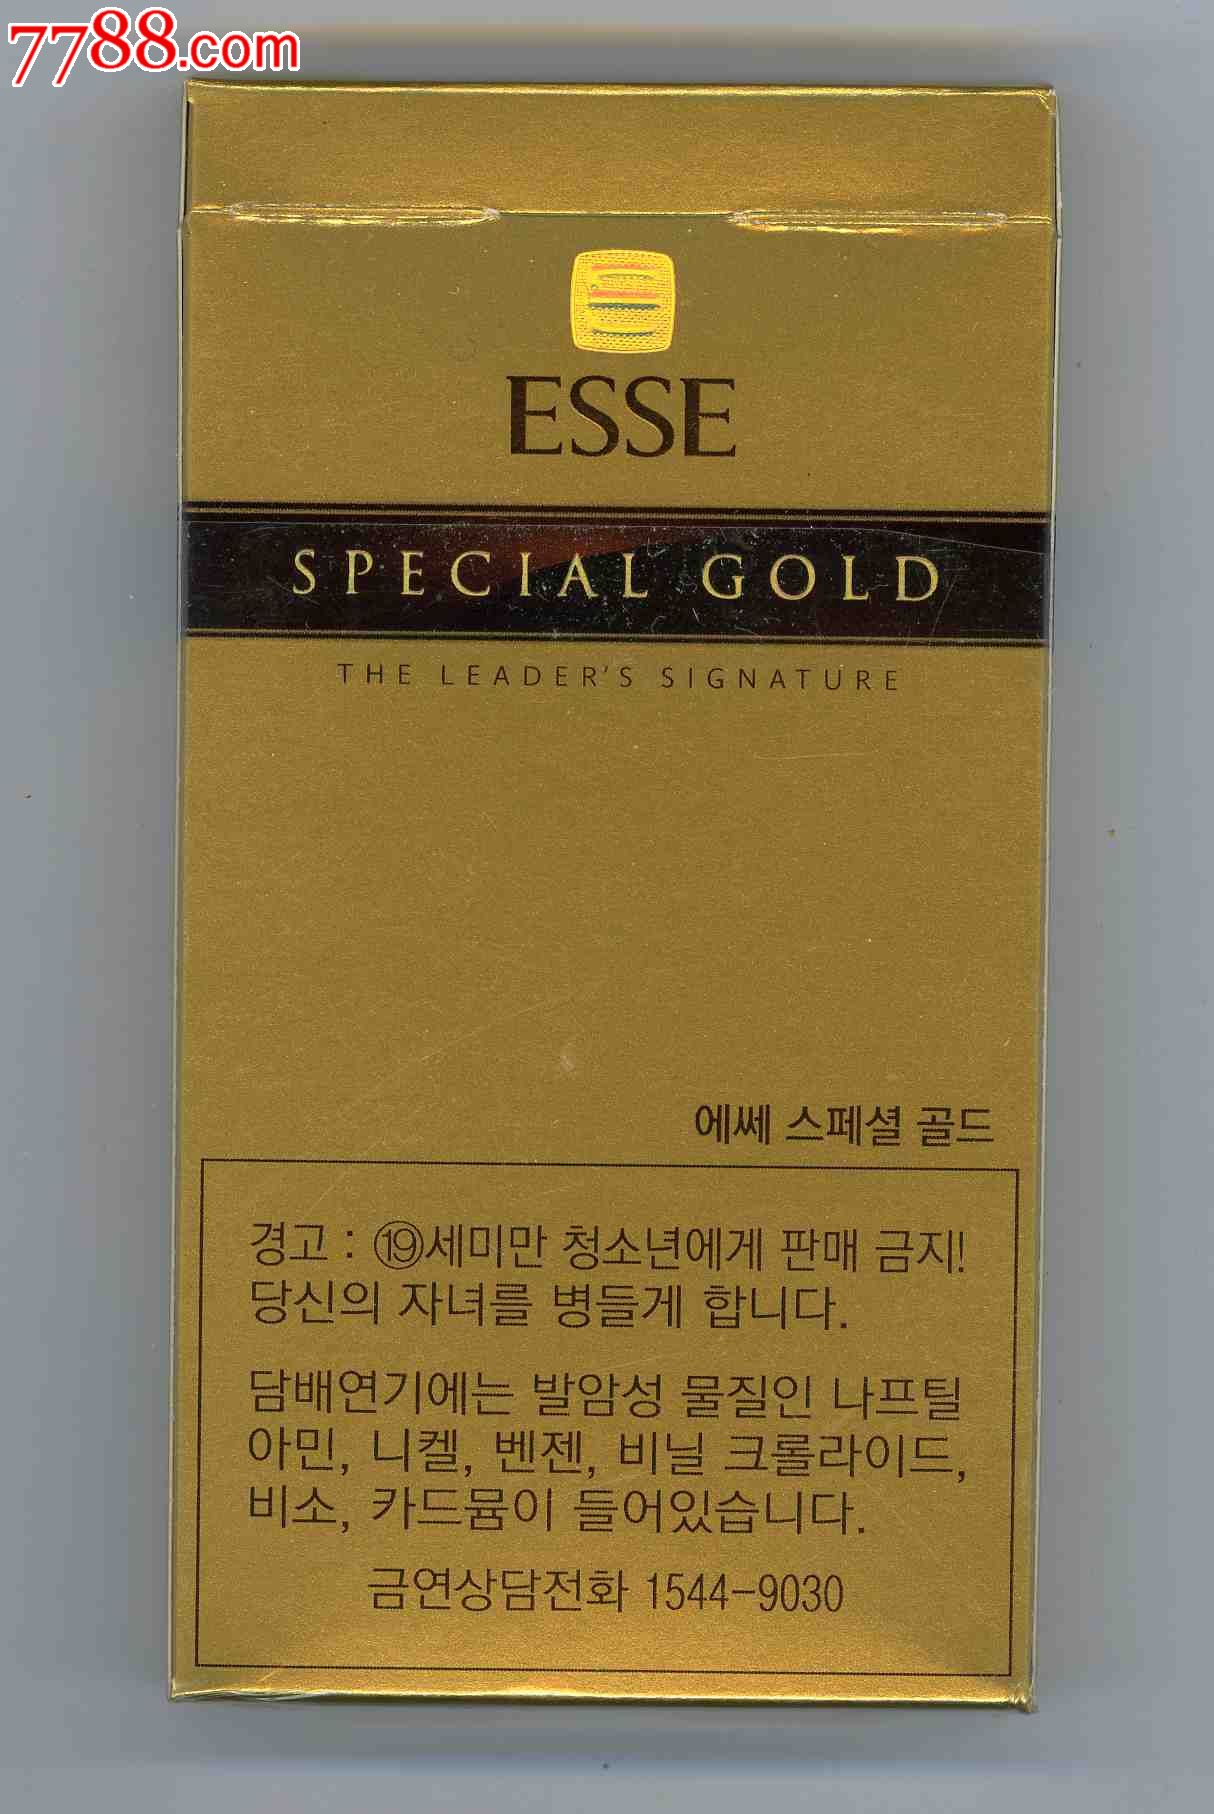 7788.com
ESSE
SPECIAL GOLD
THE LEADER'S SIGNATURE
에쎄 스페셜 골드
경고 : ⑲세미만 청소년에게 판매 금지!
당신의 자녀를 병들게 합니다.
담배연기에는 발암성 물질인 나프틸
아민, 니켈, 벤젠, 비닐 크롤라이드,
비소, 카드뮴이 들어있습니다.
금연상담전화 1544-9030